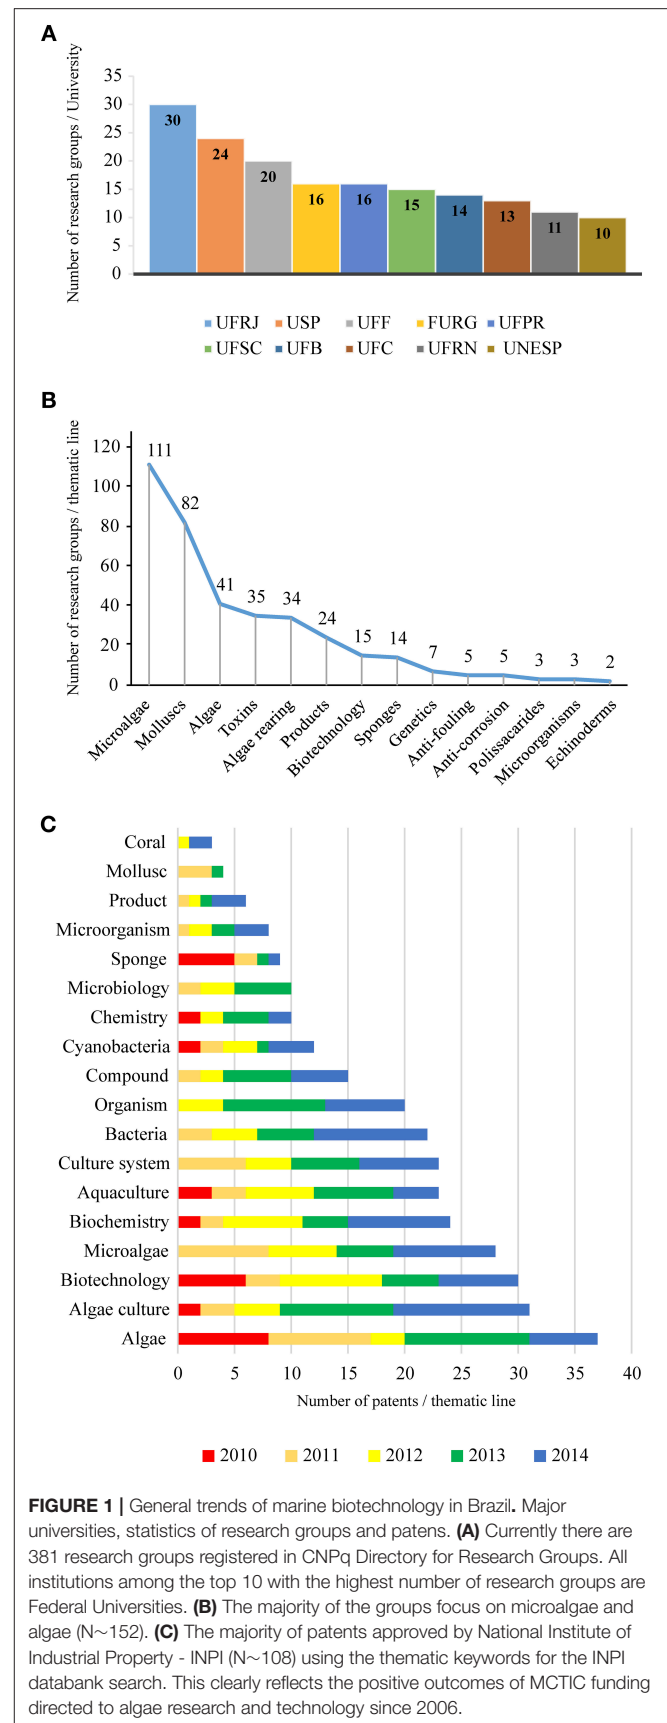 A
Number of research groups / University
35
30
25
20
15
10
5
0
30
24
20
16
16
15
14
13
11
10
UFRJ USP UFF FURG UFPR
UFSC UFB UFC UFRN UNESP
B
Number of research groups / thematic line
120
100
80
60
40
20
0
111
82
41
35
34
24
15
14
7
5
5
3
3
2
Microalgae
Molluscs
Algae
Toxins
Algae rearing
Products
Biotechnology
Sponges
Genetics
Anti-fouling
Anti-corrosion
Polissacarides
Microorganisms
Echinoderms
C
Coral
Mollusc
Product
Microorganism
Sponge
Microbiology
Chemistry
Cyanobacteria
Compound
Organism
Bacteria
Culture system
Aquaculture
Biochemistry
Microalgae
Biotechnology
Algae culture
Algae
0 5 10 15 20 25 30 35 40
Number of patents / thematic line
2010 2011 2012 2013 2014
FIGURE 1 | General trends of marine biotechnology in Brazil. Major
universities, statistics of research groups and patens. (A) Currently there are
381 research groups registered in CNPq Directory for Research Groups. All
institutions among the top 10 with the highest number of research groups are
Federal Universities. (B) The majority of the groups focus on microalgae and
algae (N~152). (C) The majority of patents approved by National Institute of
Industrial Property - INPI (N~108) using the thematic keywords for the INPI
databank search. This clearly reflects the positive outcomes of MCTIC funding
directed to algae research and technology since 2006.